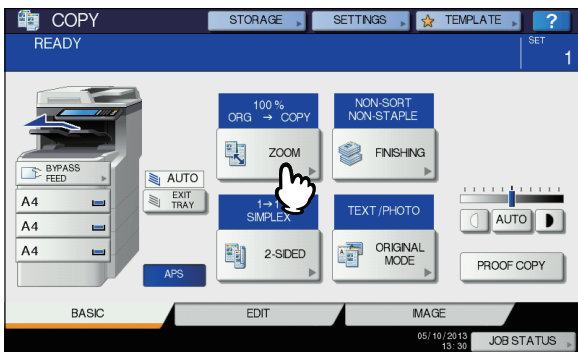 COPY
STORAGE
SETTINGS
TEMPLATE
?
READY
SET
1
100 %
ORG → COPY
NON-SORT
NON-STAPLE
ZOOM
FINISHING
BYPASS
FEED
AUTO
EXIT
TRAY
A4
A4
A4
A4
1→1
SIMPLEX
TEXT/PHOTO
AUTO
2-SIDED
ORIGINAL
MODE
APS
PROOF COPY
BASIC
EDIT
IMAGE
05/10/2013
13:30
JOB STATUS